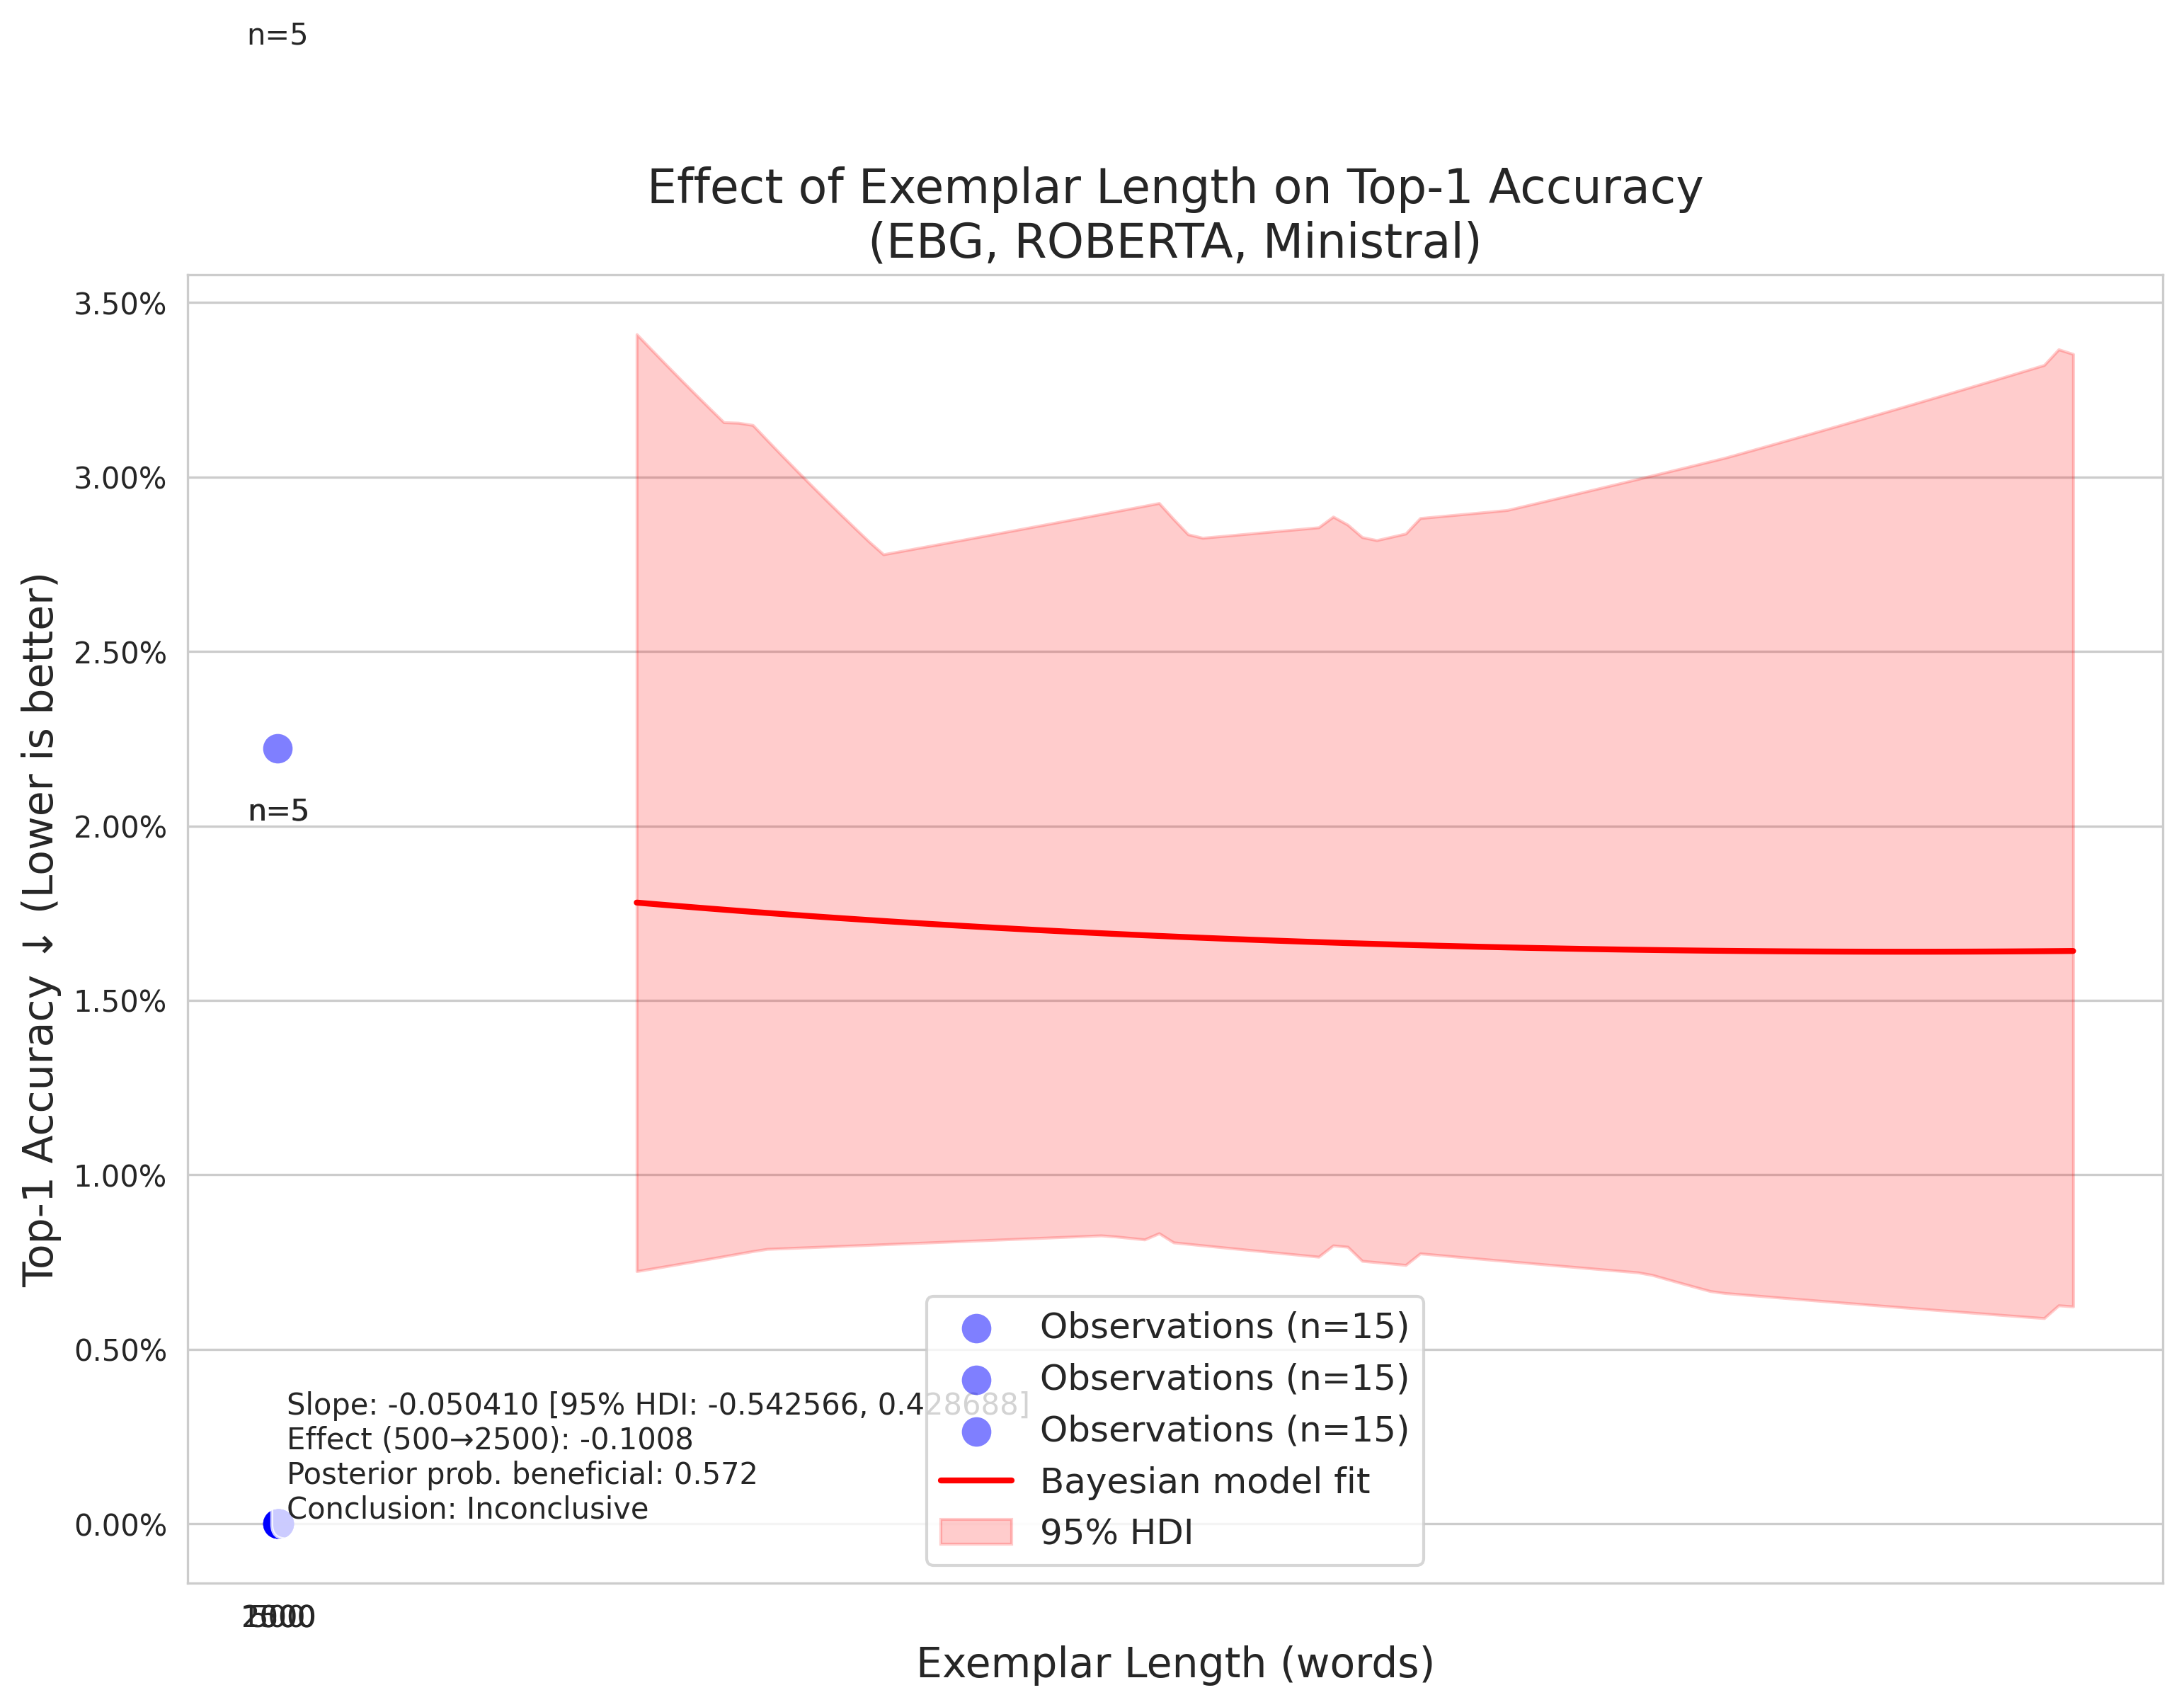 n=5
Effect of Exemplar Length on Top-1 Accuracy
(EBG, ROBERTA, Ministral)
Top-1 Accuracy ↓ (Lower is better)
3.50%
3.00%
2.50%
2.00%
1.50%
1.00%
0.50%
0.00%
n=5
Slope: -0.050410 [95% HDI: -0.542566, 0.428688]
Effect (500→2500): -0.1008
Posterior prob. beneficial: 0.572
Conclusion: Inconclusive
Observations (n=15)
Observations (n=15)
Observations (n=15)
Bayesian model fit
95% HDI
Exemplar Length (words)